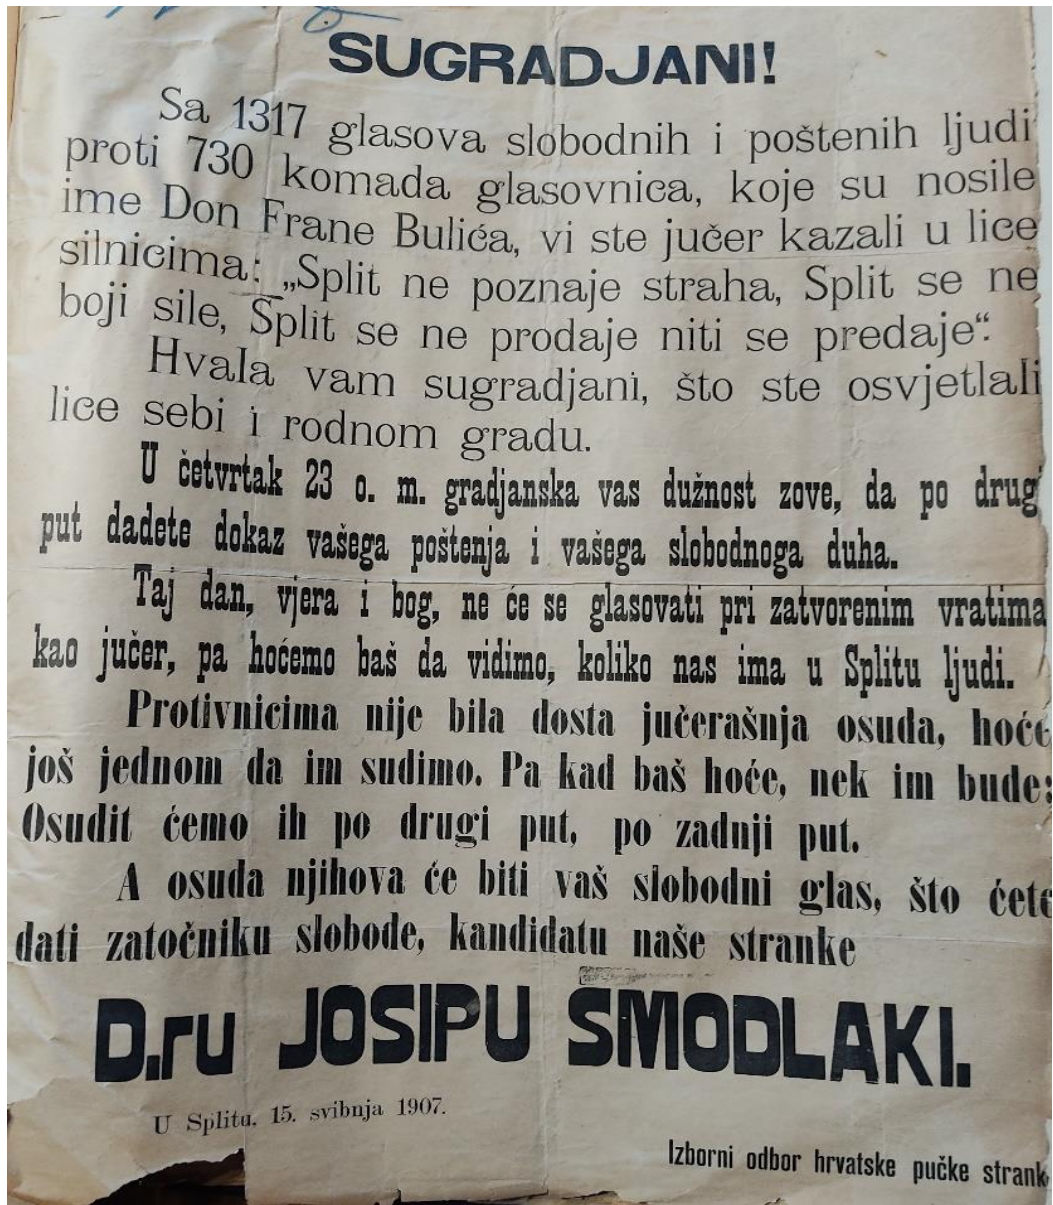 SUGRADJANI!
Sa 1317 glasova slobodnih i poštenih ljudi
proti 730 komada glasovnica, koje su nosile
ime Don Frane Bulića, vi ste jučer kazali u lice
silnicima: „Split ne poznaje straha, Split se ne
boji sile, Split se ne prodaje niti se predaje“.
Hvala vam sugradjani, što ste osvjetlali
lice sebi i rodnom gradu.
U četvrtak 23 o. m. gradjanska vas dužnost zove, da po drugi
put dadete dokaz vašega poštenja i vašega slobodnoga duha.
Taj dan, vjera i bog, ne će se glasovati pri zatvorenim vratima
kao jučer, pa hoćemo baš da vidimo, koliko nas ima u Splitu ljudi.
Protivnicima nije bila dosta jučerašnja osuda, hoće
još jednom da im sudimo. Pa kad baš hoće, nek im bude:
Osudit ćemo ih po drugi put, po zadnji put.
A osuda njihova će biti vaš slobodni glas, što ćete
dati zatočniku slobode, kandidatu naše stranke
D.ru JOSIPU SMODLAKI.
U Splitu, 15. svibnja 1907.
Izborni odbor hrvatske pučke strank